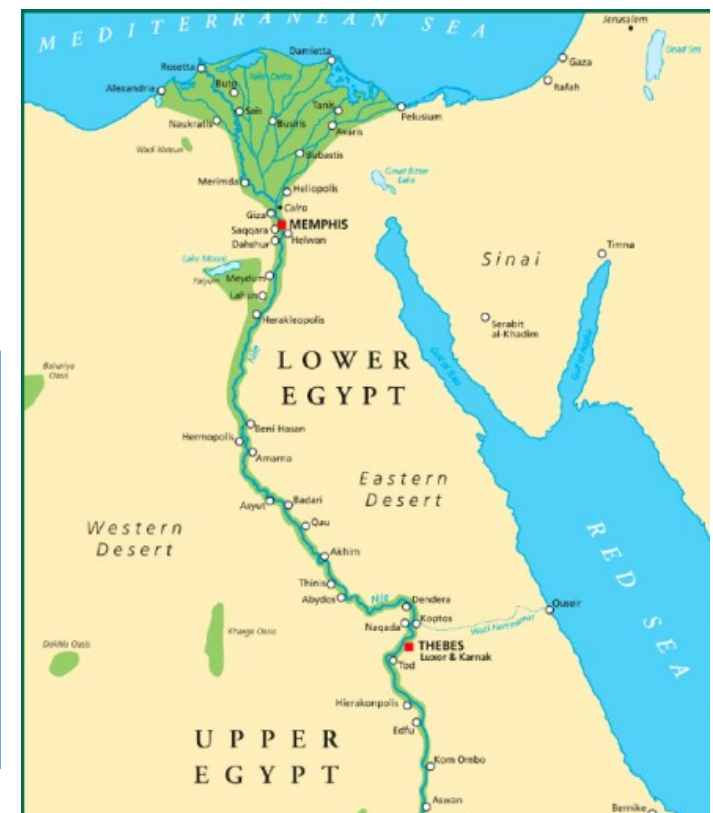 MEDITERRANEAN SEA
Jerusalem
Damietta
Rosetta
Gaza
Dead Sea
Nile Delta
Buto
Alexandria
Rafah
Tanis
Sais
Pelusium
Naukratis
Busiris
Avaris
Wadi Natrun
Bubastis
Great Bitter
Lake
Merimda
Heliopolis
Cairo
Giza
MEMPHIS
Saqqara
Helwan
Dahshur
Timna
Sinai
Lake Moeris
Meydum
Faiyum
Lahun
Herakleopolis
Serabit
al-Khadim
Nile
Gulf of Suez
Gulf of Aqaba
LOWER
EGYPT
Bahariya
Oasis
Beni Hasan
Hermopolis
Amarna
Eastern
Desert
Asyut
Badari
Qau
Western
Desert
RED SEA
Akhim
Thinis
Abydos
Nile
Dendera
Quseir
Naqada
Koptos
Wadi Hammamat
Kharga Oasis
Dakhla Oasis
THEBES
Luxor & Karnak
Tod
Hierakonpolis
Edfu
UPPER
EGYPT
Kom Ombo
Aswan
Bernike